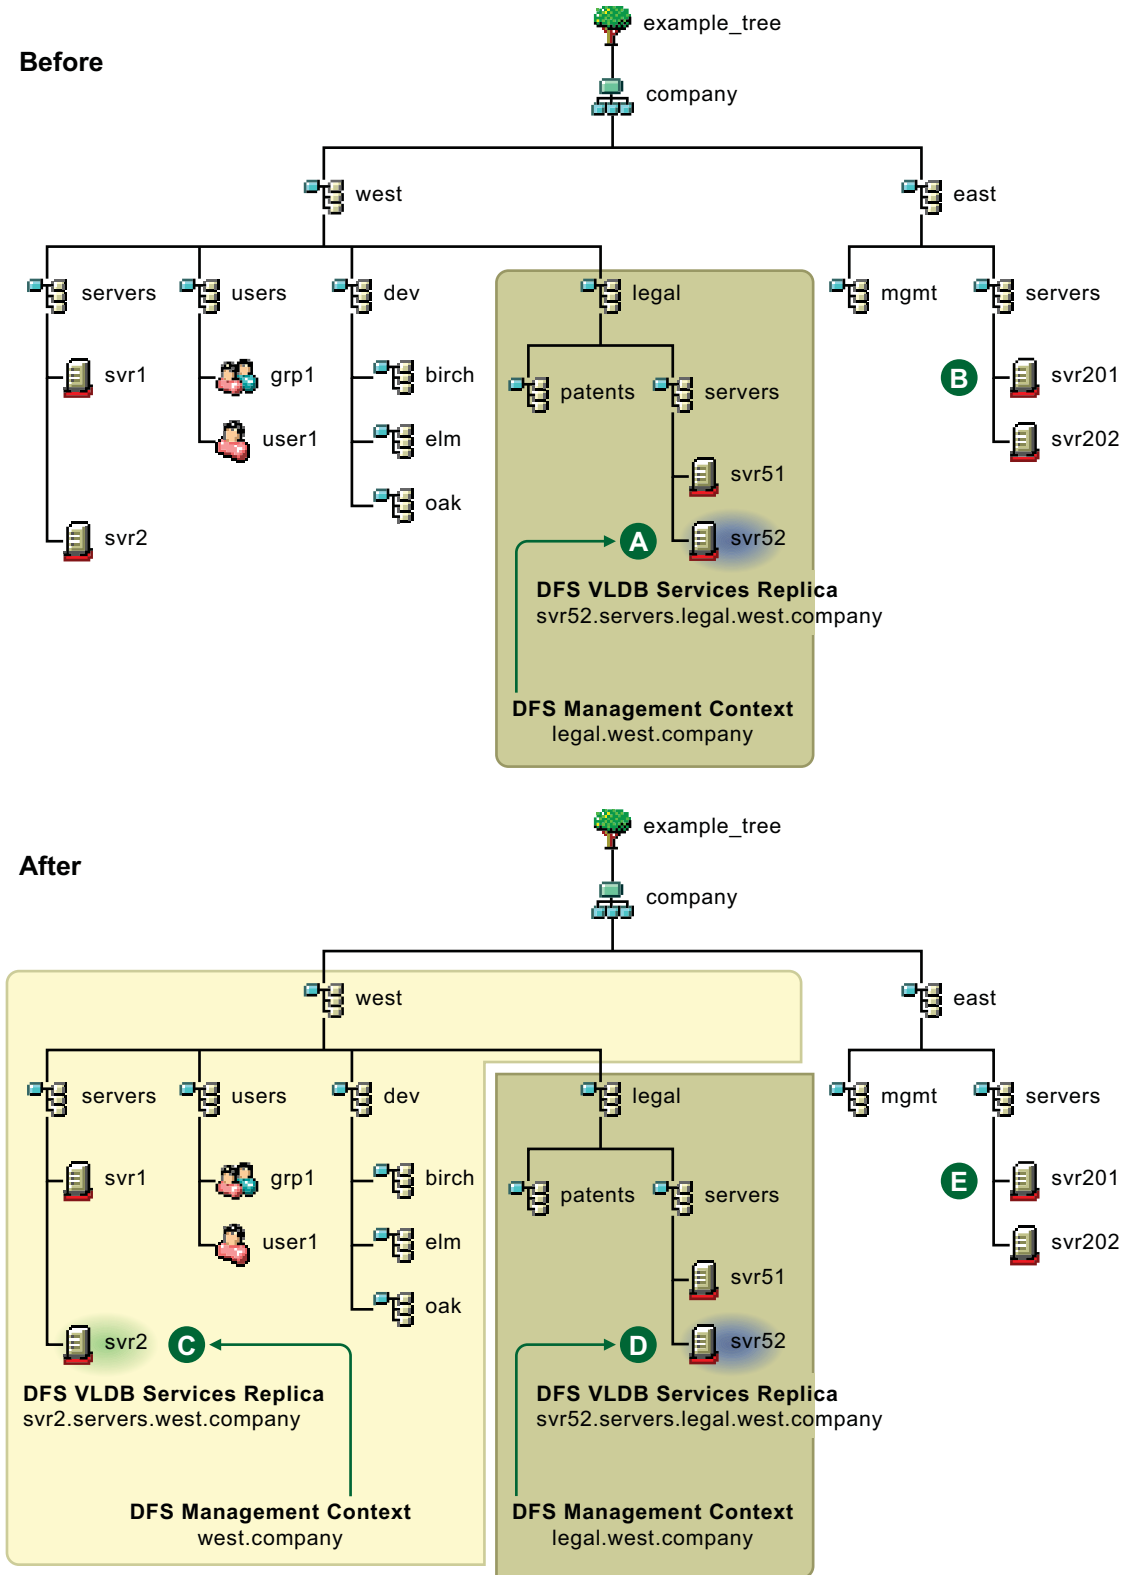 example_tree
Before
company
west
east
servers
users
dev
legal
mgmt
servers
svr1
grp1
birch
patents
servers
B
svr201
user1
elm
svr202
svr51
oak
svr2
A
svr52
DFS VLDB Services Replica
svr52.servers.legal.west.company
DFS Management Context
legal.west.company
example_tree
After
company
west
east
servers
users
dev
legal
mgmt
servers
svr1
grp1
birch
patents
servers
E
svr201
user1
elm
svr202
svr51
oak
svr2
C
D
svr52
DFS VLDB Services Replica
svr2.servers.west.company
DFS VLDB Services Replica
svr52.servers.legal.west.company
DFS Management Context
west.company
DFS Management Context
legal.west.company